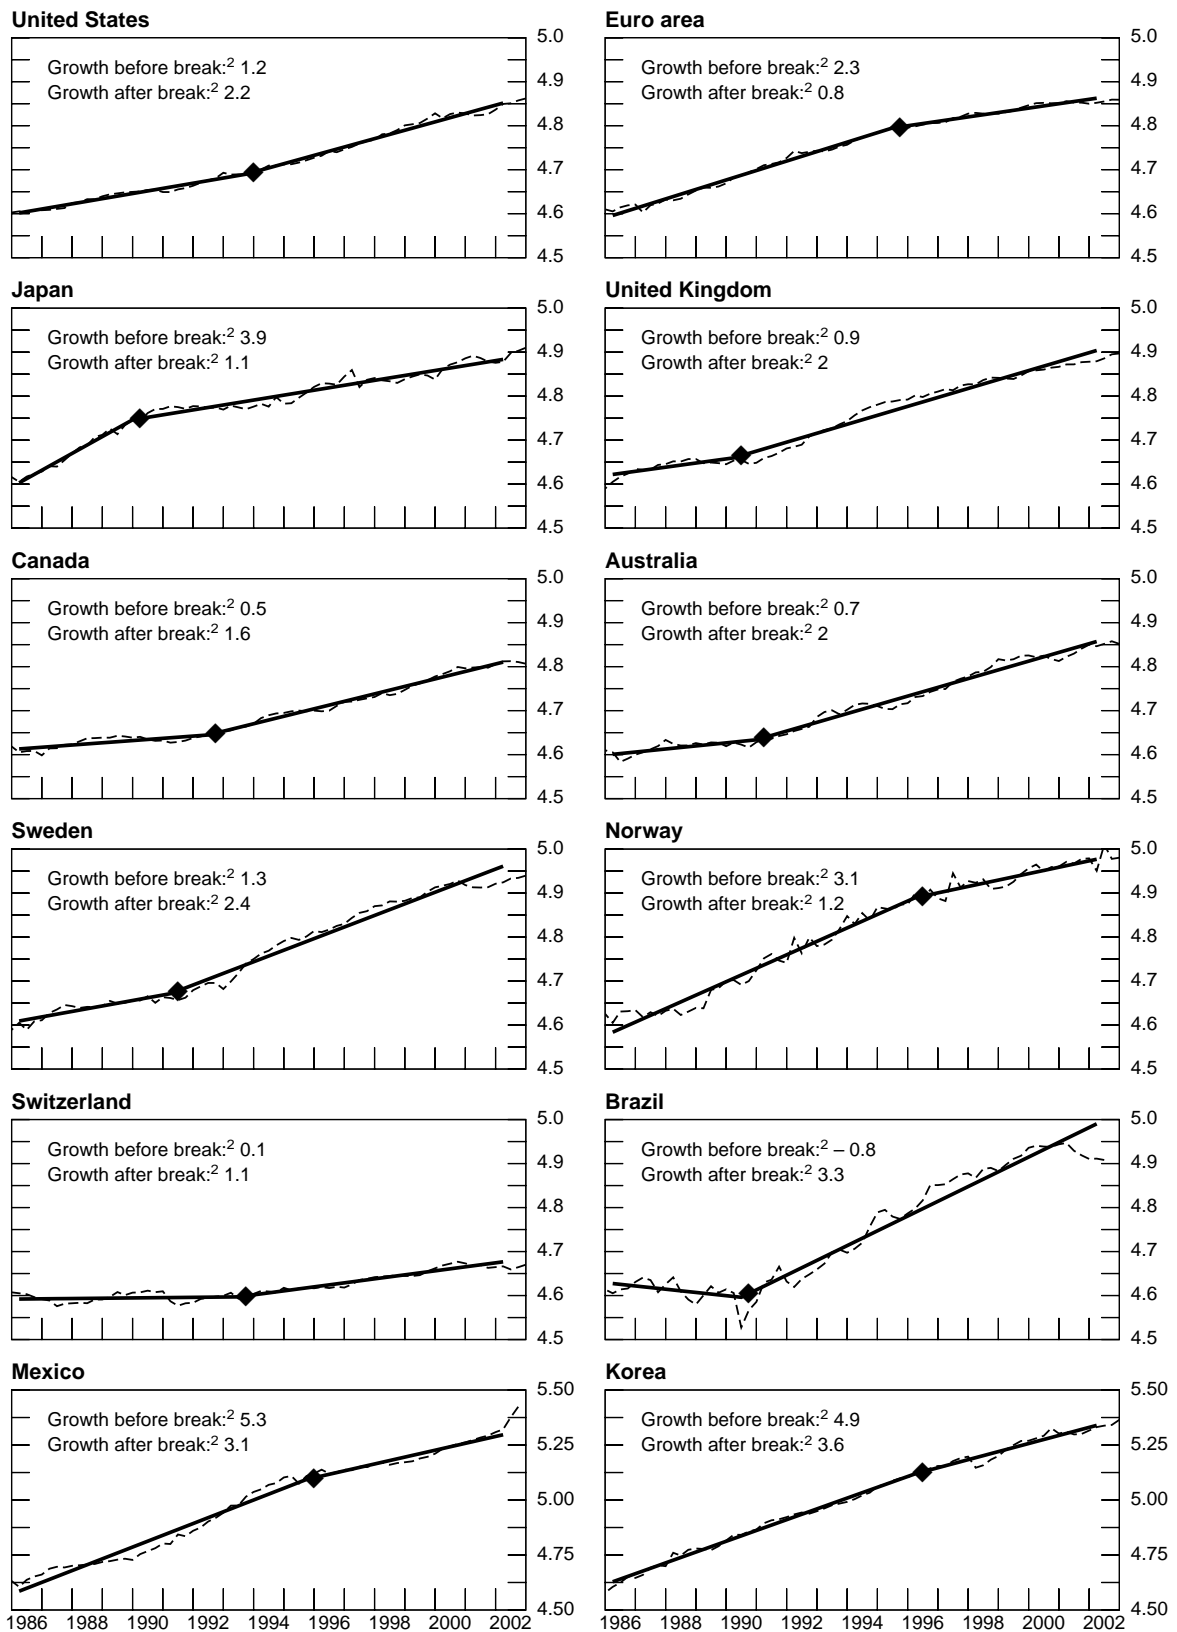 United States
Growth before break:2 1.2
Growth after break:2 2.2
5.0
4.9
4.8
4.7
4.6
4.5
Euro area
Growth before break:2 2.3
Growth after break:2 0.8
5.0
4.9
4.8
4.7
4.6
4.5
Japan
Growth before break:2 3.9
Growth after break:2 1.1
5.0
4.9
4.8
4.7
4.6
4.5
United Kingdom
Growth before break:2 0.9
Growth after break:2 2
5.0
4.9
4.8
4.7
4.6
4.5
Canada
Growth before break:2 0.5
Growth after break:2 1.6
5.0
4.9
4.8
4.7
4.6
4.5
Australia
Growth before break:2 0.7
Growth after break:2 2
5.0
4.9
4.8
4.7
4.6
4.5
Sweden
Growth before break:2 1.3
Growth after break:2 2.4
5.0
4.9
4.8
4.7
4.6
4.5
Norway
Growth before break:2 3.1
Growth after break:2 1.2
5.0
4.9
4.8
4.7
4.6
4.5
Switzerland
Growth before break:2 0.1
Growth after break:2 1.1
5.0
4.9
4.8
4.7
4.6
4.5
Brazil
Growth before break:2 – 0.8
Growth after break:2 3.3
5.0
4.9
4.8
4.7
4.6
4.5
Mexico
Growth before break:2 5.3
Growth after break:2 3.1
5.50
5.25
5.00
4.75
4.50
1986 1988 1990 1992 1994 1996 1998 2000 2002
Korea
Growth before break:2 4.9
Growth after break:2 3.6
5.50
5.25
5.00
4.75
4.50
1986 1988 1990 1992 1994 1996 1998 2000 2002